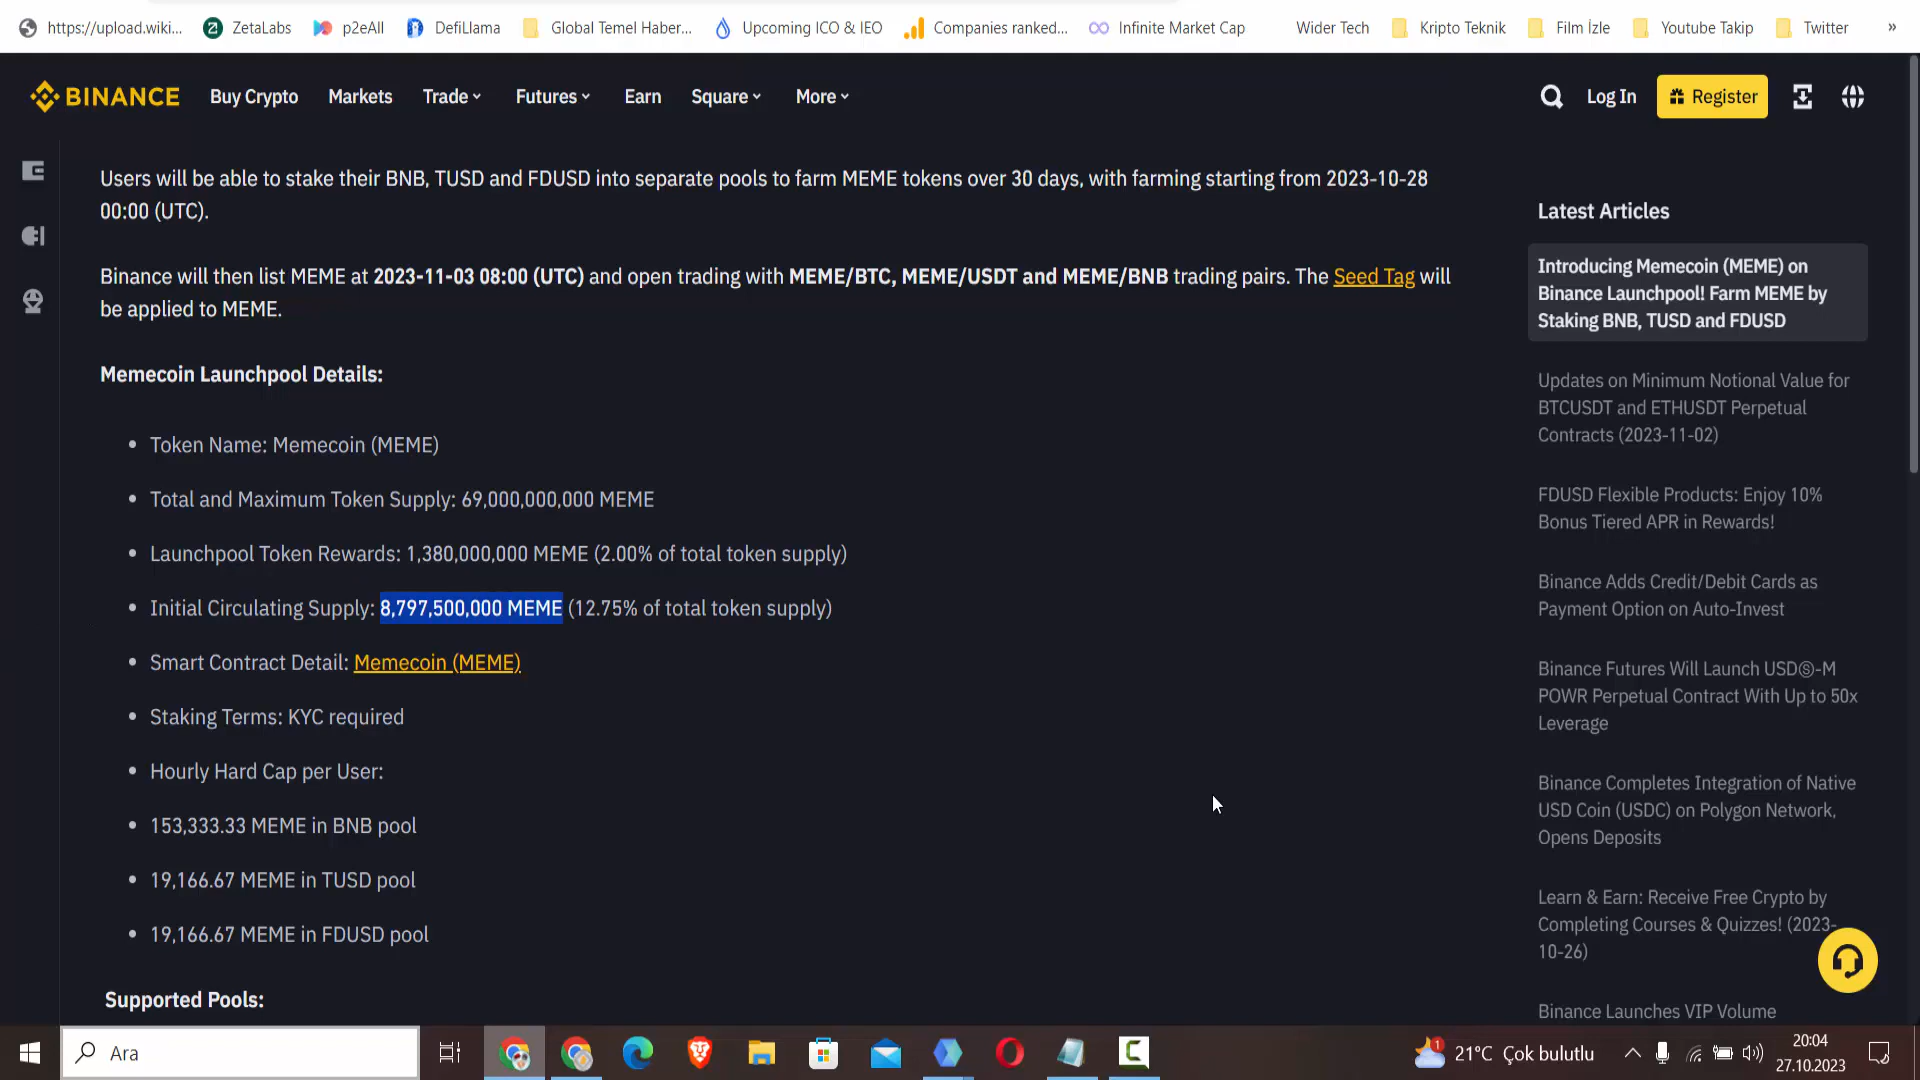 https://upload.wiki... ZetaLabs p2eAll DefiLlama Global Temel Haber... Upcoming ICO & IEO Companies ranked... Infinite Market Cap Wider Tech Kripto Teknik Film İzle Youtube Takip Twitter »
BINANCE Buy Crypto Markets Trade Futures Earn Square More Log In Register
Users will be able to stake their BNB, TUSD and FDUSD into separate pools to farm MEME tokens over 30 days, with farming starting from 2023-10-28
00:00 (UTC).
Binance will then list MEME at 2023-11-03 08:00 (UTC) and open trading with MEME/BTC, MEME/USDT and MEME/BNB trading pairs. The Seed Tag will
be applied to MEME.
Memecoin Launchpool Details:
• Token Name: Memecoin (MEME)
• Total and Maximum Token Supply: 69,000,000,000 MEME
• Launchpool Token Rewards: 1,380,000,000 MEME (2.00% of total token supply)
• Initial Circulating Supply: 8,797,500,000 MEME (12.75% of total token supply)
• Smart Contract Detail: Memecoin (MEME)
• Staking Terms: KYC required
• Hourly Hard Cap per User:
• 153,333.33 MEME in BNB pool
• 19,166.67 MEME in TUSD pool
• 19,166.67 MEME in FDUSD pool
Supported Pools:
Latest Articles
Introducing Memecoin (MEME) on
Binance Launchpool! Farm MEME by
Staking BNB, TUSD and FDUSD
Updates on Minimum Notional Value for
BTCUSDT and ETHUSDT Perpetual
Contracts (2023-11-02)
FDUSD Flexible Products: Enjoy 10%
Bonus Tiered APR in Rewards!
Binance Adds Credit/Debit Cards as
Payment Option on Auto-Invest
Binance Futures Will Launch USDⓈ-M
POWR Perpetual Contract With Up to 50x
Leverage
Binance Completes Integration of Native
USD Coin (USDC) on Polygon Network,
Opens Deposits
Learn & Earn: Receive Free Crypto by
Completing Courses & Quizzes! (2023-
10-26)
Binance Launches VIP Volume
Ara
1
21°C Çok bulutlu
20:04
27.10.2023